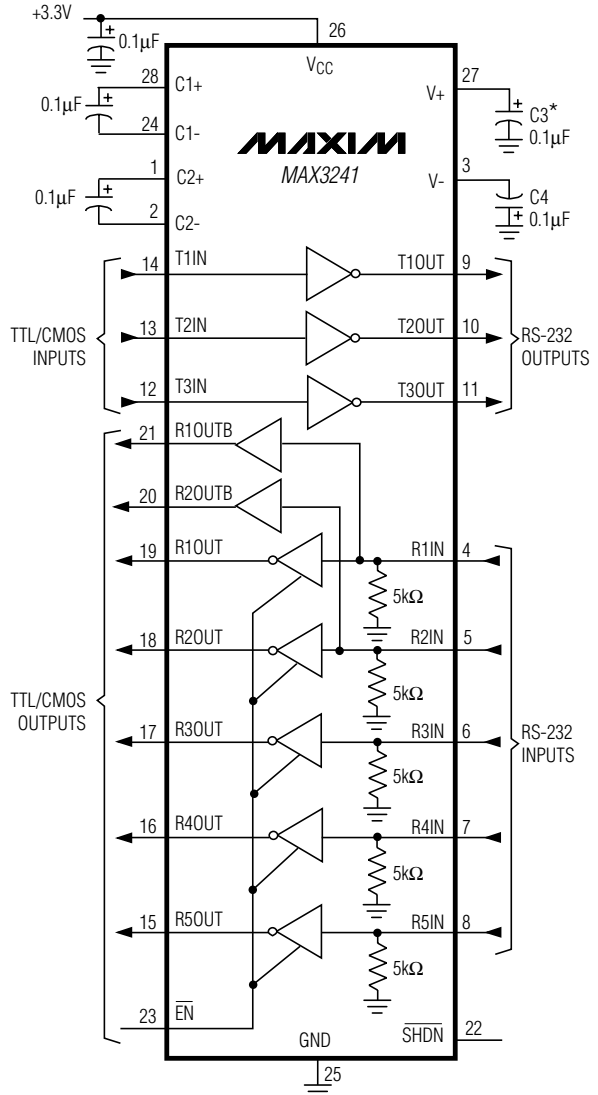 +3.3V
26
0.1μF
VCC
28
C1+
27
V+
0.1μF
C3*
24
C1-
0.1μF
MAXIM
MAX3241
1
C2+
3
V-
C4
0.1μF
0.1μF
2
C2-
14
T1IN
T1OUT
9
TTL/CMOS
INPUTS
13
T2IN
T2OUT
10
RS-232
OUTPUTS
12
T3IN
T3OUT
11
21
R1OUTB
20
R2OUTB
19
R1OUT
R1IN
4
5kΩ
18
R2OUT
R2IN
5
5kΩ
TTL/CMOS
OUTPUTS
17
R3OUT
R3IN
6
RS-232
INPUTS
5kΩ
16
R4OUT
R4IN
7
5kΩ
15
R5OUT
R5IN
8
5kΩ
23
EN
GND
SHDN
22
25